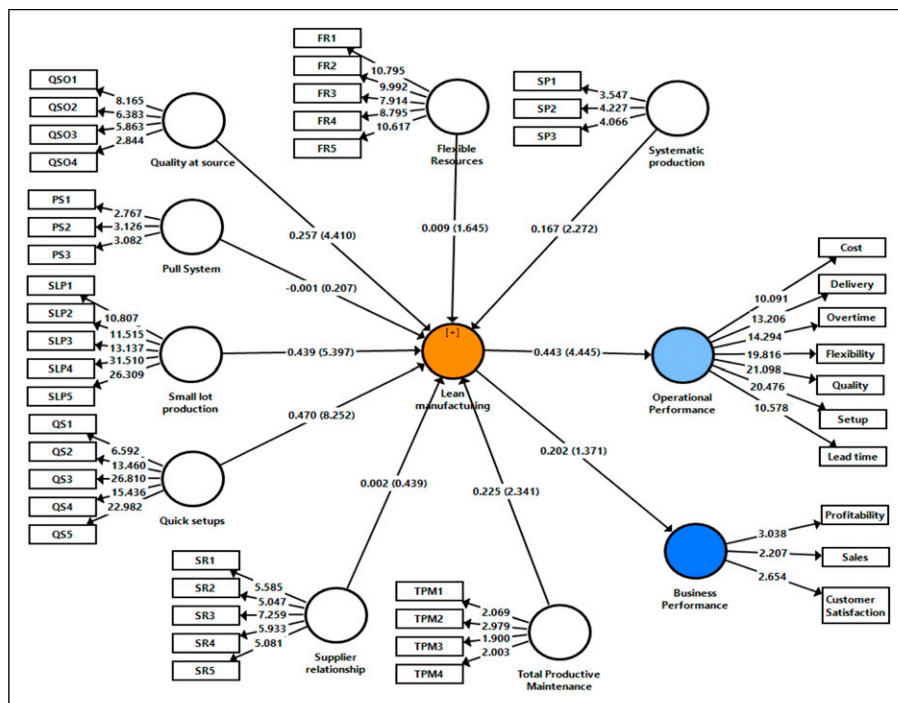 FR1
FR2
FR3
FR4
FR5
10.795
9.992
7.914
8.795
10.617
Flexible
Resources
SP1
SP2
SP3
3.547
4.227
4.066
Systematic
production
QSO1
QSO2
QSO3
QSO4
8.165
6.383
5.863
2.844
Quality at source
PS1
PS2
PS3
2.767
3.126
3.082
Pull System
SLP1
SLP2
SLP3
SLP4
SLP5
10.807
11.515
13.137
31.510
26.309
Small lot
production
QS1
QS2
QS3
QS4
QS5
6.592
13.460
26.810
15.436
22.982
Quick setups
SR1
SR2
SR3
SR4
SR5
5.585
5.047
7.259
5.933
5.081
Supplier
relationship
TPM1
TPM2
TPM3
TPM4
2.069
2.979
1.900
2.003
Total Productive
Maintenance
0.257 (4.410)
0.009 (1.645)
0.167 (2.272)
-0.001 (0.207)
0.439 (5.397)
0.470 (8.252)
0.002 (0.439)
0.225 (2.341)
[+]
Lean
manufacturing
0.443 (4.445)
0.202 (1.371)
Operational
Performance
10.091
13.206
14.294
19.816
21.098
20.476
10.578
Cost
Delivery
Overtime
Flexibility
Quality
Setup
Lead time
Business
Performance
3.038
2.207
2.654
Profitability
Sales
Customer
Satisfaction